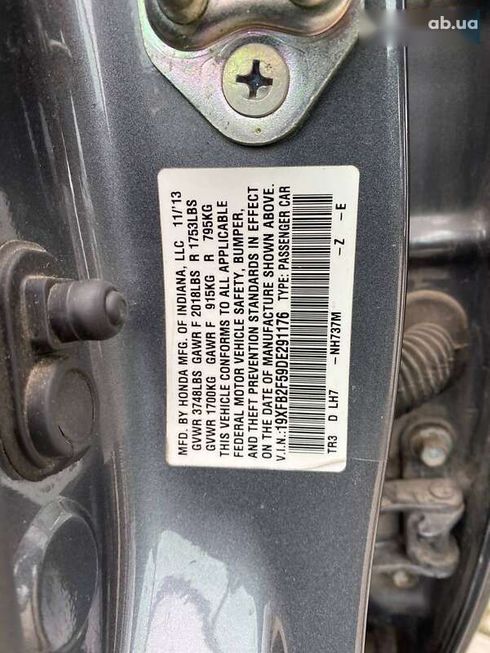 ab.ua
MFD. BY HONDA MFG. OF INDIANA, LLC 11/'13
GVWR 3748LBS GAWR F 2018LBS R 1753LBS
GVWR 1700KG GAWR F 915KG R 795KG
THIS VEHICLE CONFORMS TO ALL APPLICABLE
FEDERAL MOTOR VEHICLE SAFETY, BUMPER,
AND THEFT PREVENTION STANDARDS IN EFFECT
ON THE DATE OF MANUFACTURE SHOWN ABOVE.
V.I.N. 19XFB2F59DE291176 TYPE: PASSENGER CAR
TR3 D LH7 -NH737M -Z -E